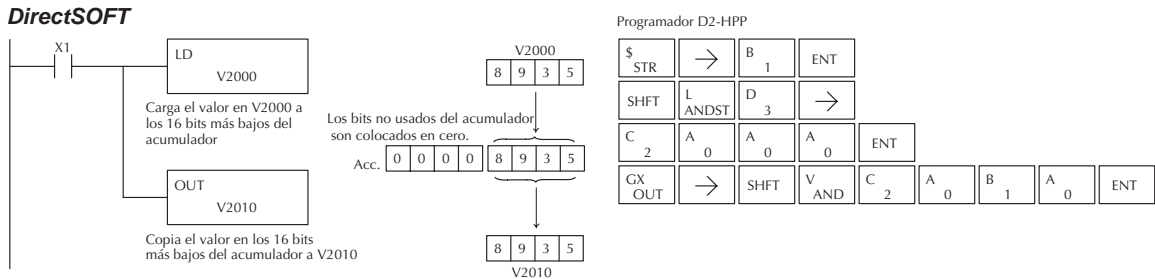 DirectSOFT
X1
LD
V2000
Carga el valor en V2000 a
los 16 bits más bajos del
acumulador
OUT
V2010
Copia el valor en los 16 bits
más bajos del acumulador a V2010
V2000
8 9 3 5
Los bits no usados del acumulador
son colocados en cero.
Acc. 0 0 0 0 8 9 3 5
8 9 3 5
V2010
Programador D2-HPP
$ STR → B 1 ENT
SHFT L ANDST D 3 →
C 2 A 0 A 0 A 0 ENT
GX OUT → SHFT V AND C 2 A 0 B 1 A 0 ENT